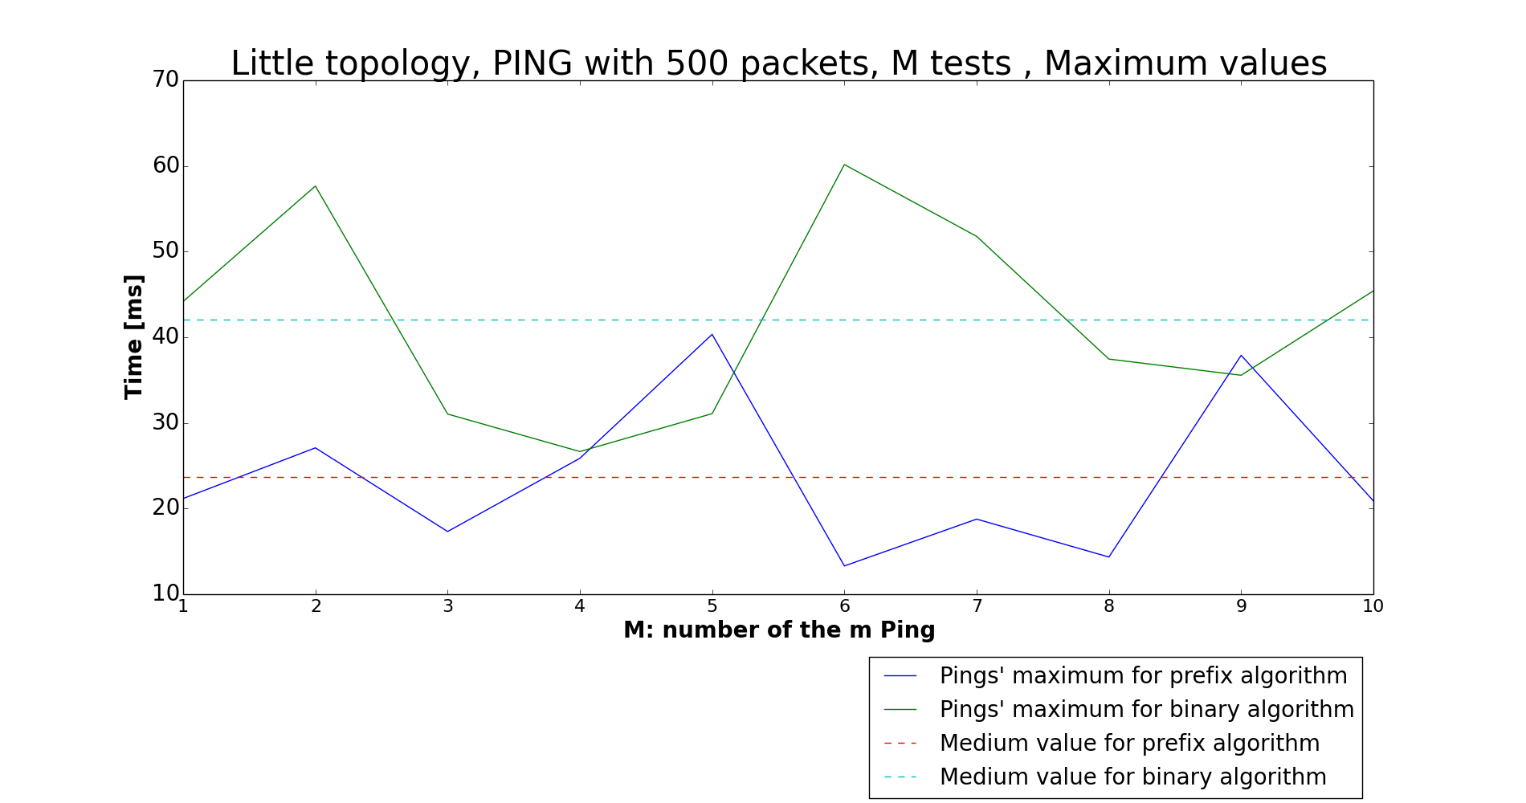 Little topology, PING with 500 packets, M tests , Maximum values
70
60
50
40
30
20
10
Time [ms]
1 2 3 4 5 6 7 8 9 10
M: number of the m Ping
Pings' maximum for prefix algorithm
Pings' maximum for binary algorithm
Medium value for prefix algorithm
Medium value for binary algorithm